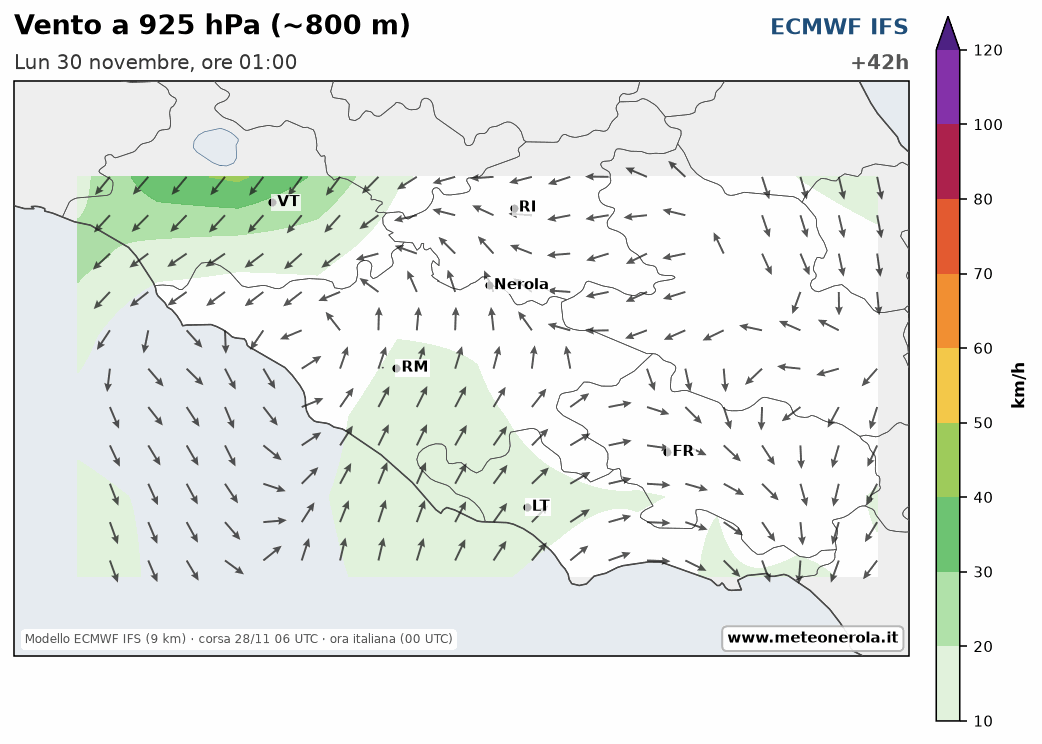 Vento a 925 hPa (~800 m)
ECMWF IFS
Lun 30 novembre, ore 01:00
+42h
VT
RI
Nerola
RM
FR
LT
120
100
80
70
60
50
40
30
20
10
km/h
Modello ECMWF IFS (9 km) · corsa 28/11 06 UTC · ora italiana (00 UTC)
www.meteonerola.it